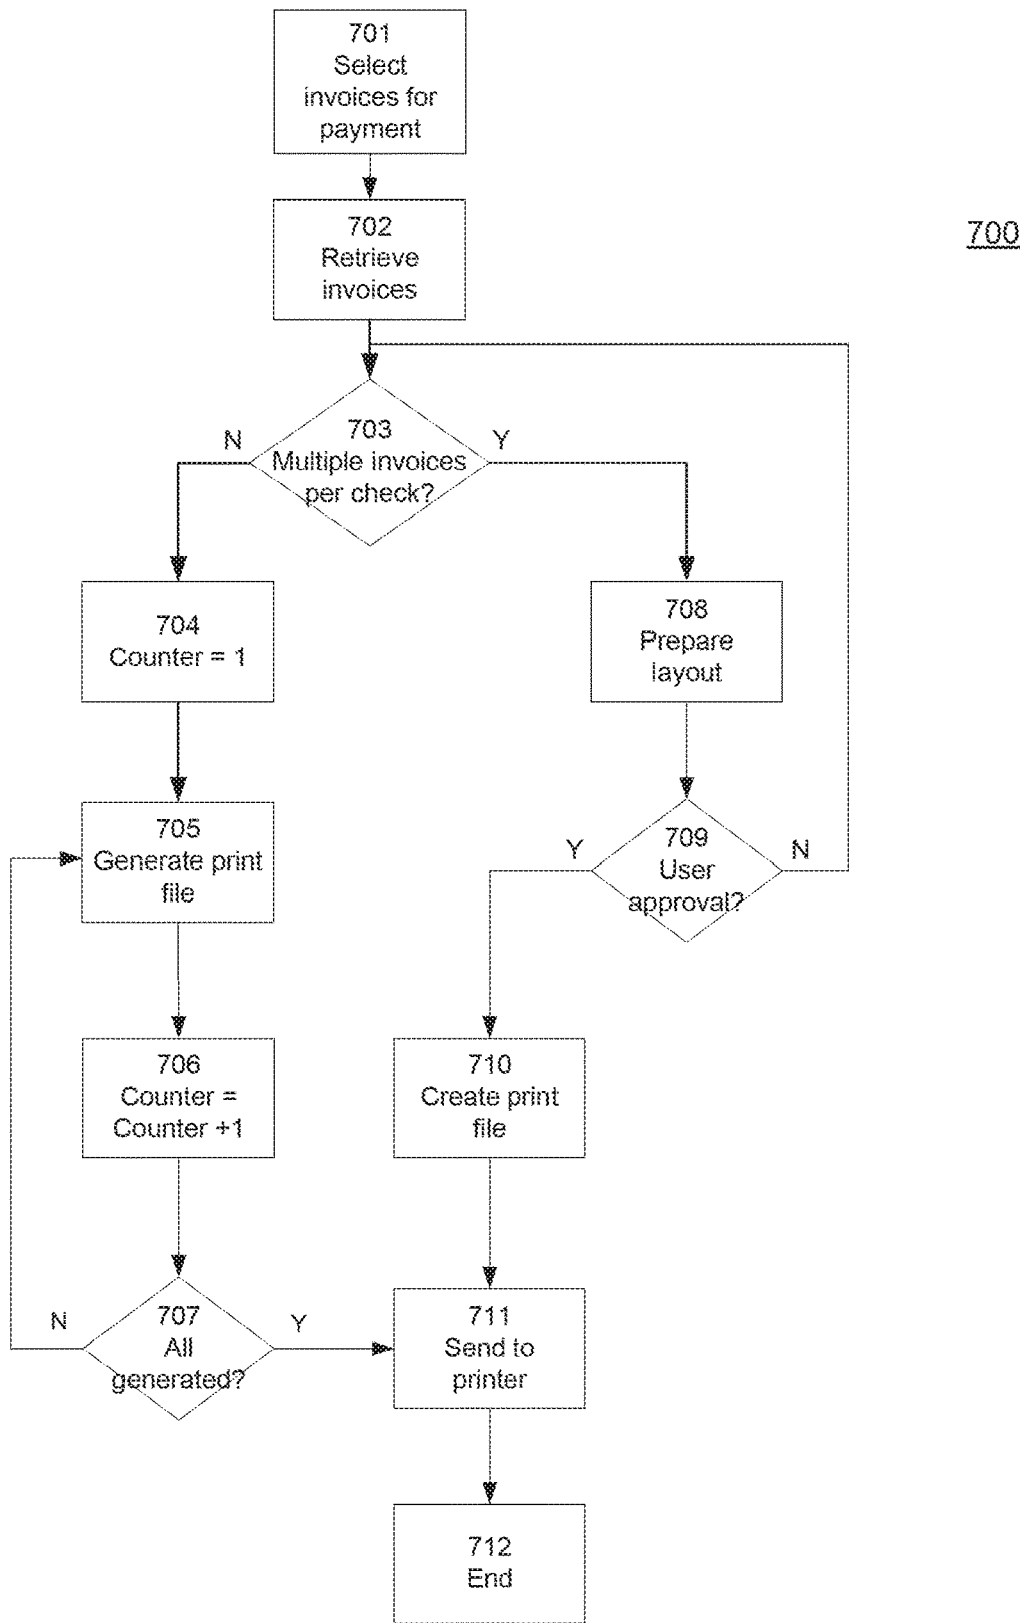 701
Select
invoices for
payment
702
Retrieve
invoices
700
703
Multiple invoices
per check?
N
Y
704
Counter = 1
708
Prepare
layout
705
Generate print
file
709
User
approval?
Y
N
706
Counter =
Counter +1
710
Create print
file
707
All
generated?
N
Y
711
Send to
printer
712
End